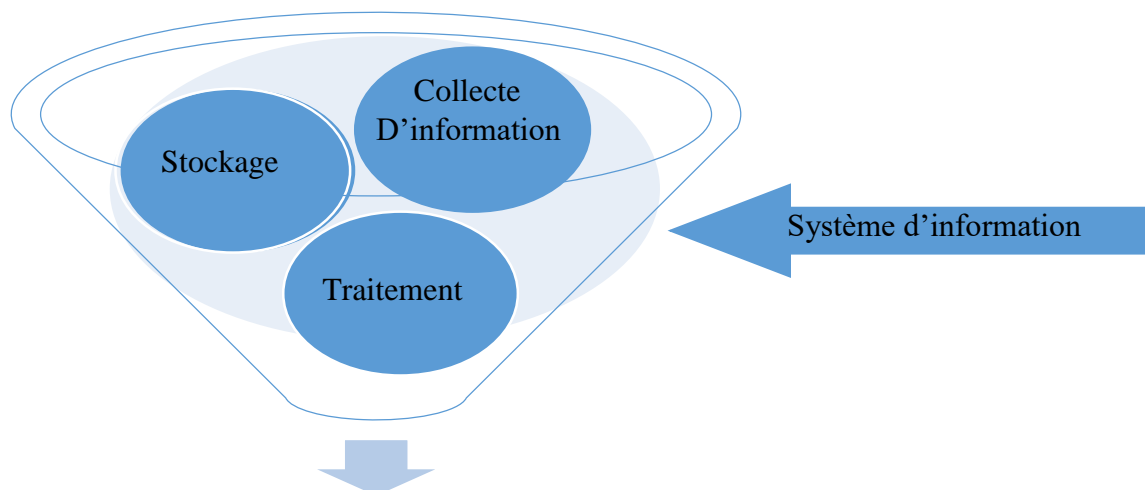 Collecte
D’information
Stockage
Système d’information
Traitement